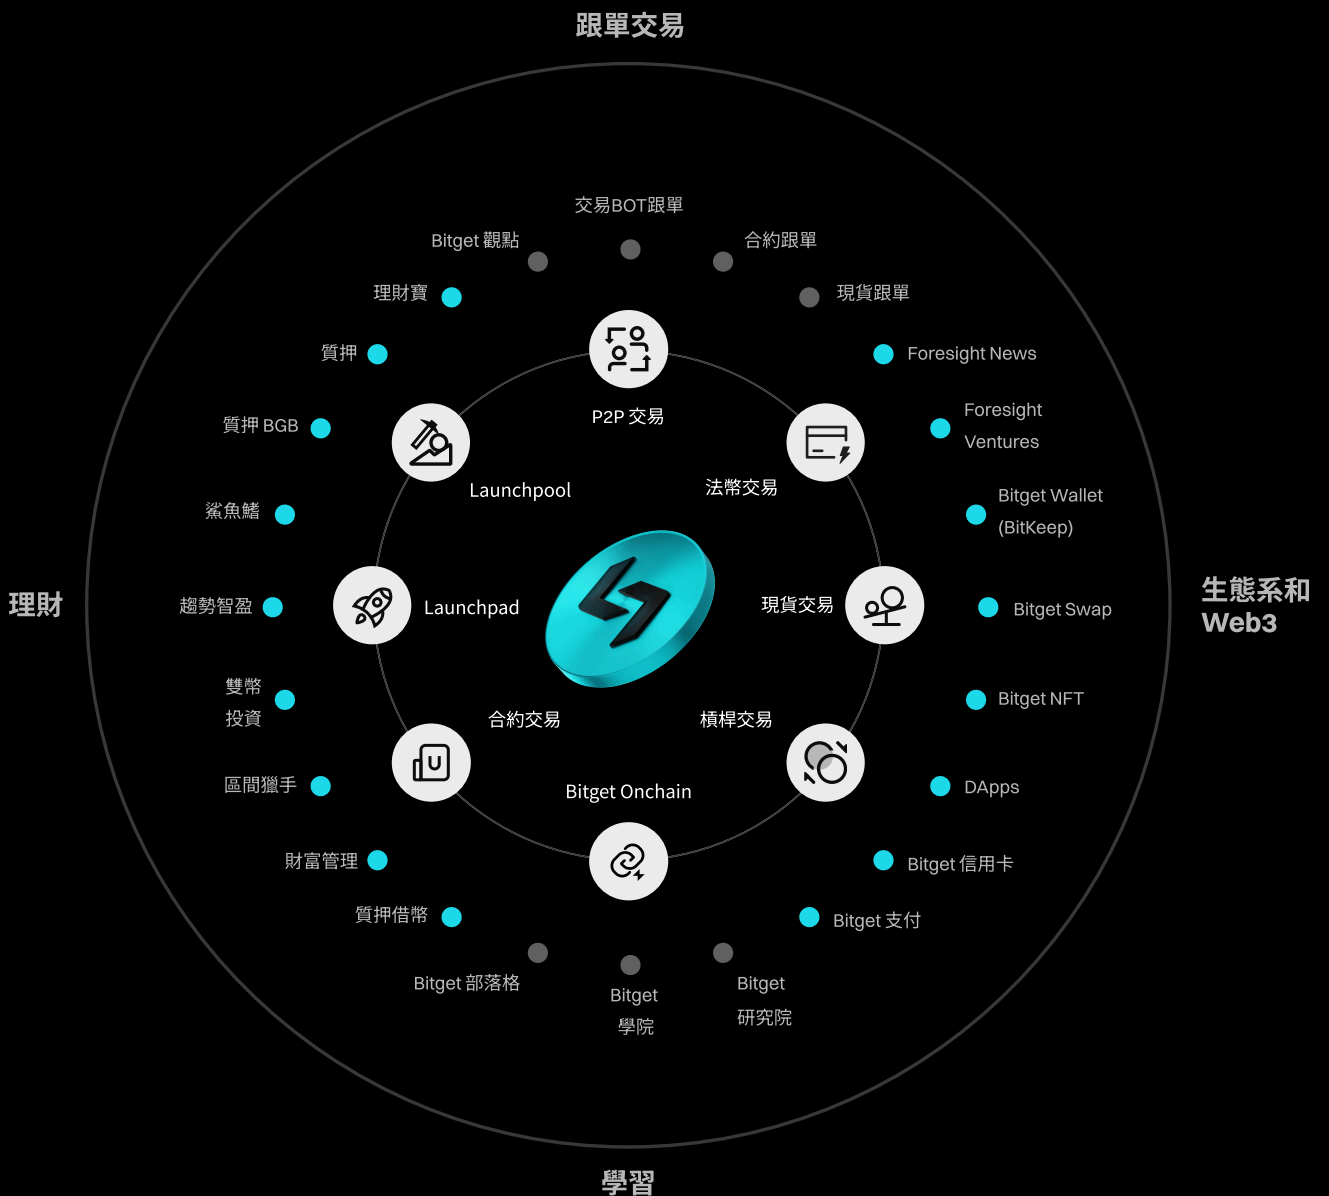 跟單交易
交易BOT跟單
Bitget 觀點
合約跟單
理財寶
現貨跟單
質押
Foresight News
P2P 交易
Foresight
Ventures
質押 BGB
Launchpool
法幣交易
Bitget Wallet
(BitKeep)
鯊魚鰭
理財
趨勢智盈
Launchpad
現貨交易
Bitget Swap
生態系和
Web3
雙幣
投資
合約交易
槓桿交易
Bitget NFT
區間獵手
Bitget Onchain
DApps
財富管理
Bitget 信用卡
質押借幣
Bitget 支付
Bitget 部落格
Bitget
學院
Bitget
研究院
學習